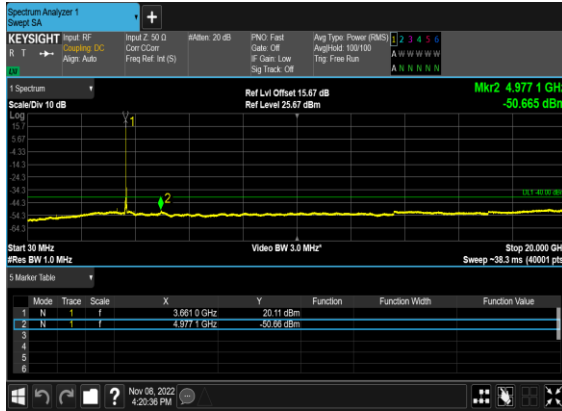 Spectrum Analyzer 1
Swept SA
+
KEYSIGHT Input: RF Input Z: 50 Ω #Atten: 20 dB PNO: Fast Avg Type: Power (RMS) 1 2 3 4 5 6
R T Coupling: DC Corr CCorr Gate: Off Avg|Hold: 100/100 A W W W W W
Align: Auto Freq Ref: Int (S) IF Gain: Low Trig: Free Run
LU Sig Track: Off A N N N N N
1 Spectrum Ref Lvl Offset 15.67 dB Mkr2 4.977 1 GHz
Scale/Div 10 dB Ref Level 25.67 dBm -50.665 dBm
Log
15.7
5.67
-4.33
-14.3
-24.3
-34.3
-44.3
-54.3
-64.3
1
2
DL1 -40.00 dBm
Start 30 MHz Video BW 3.0 MHz* Stop 20.000 GHz
#Res BW 1.0 MHz Sweep ~38.3 ms (40001 pts)
5 Marker Table
Mode Trace Scale X Y Function Function Width Function Value
1 N 1 f 3.661 0 GHz 20.11 dBm
2 N 1 f 4.977 1 GHz -50.66 dBm
3
4
5
6
? Nov 08, 2022
4:20:36 PM